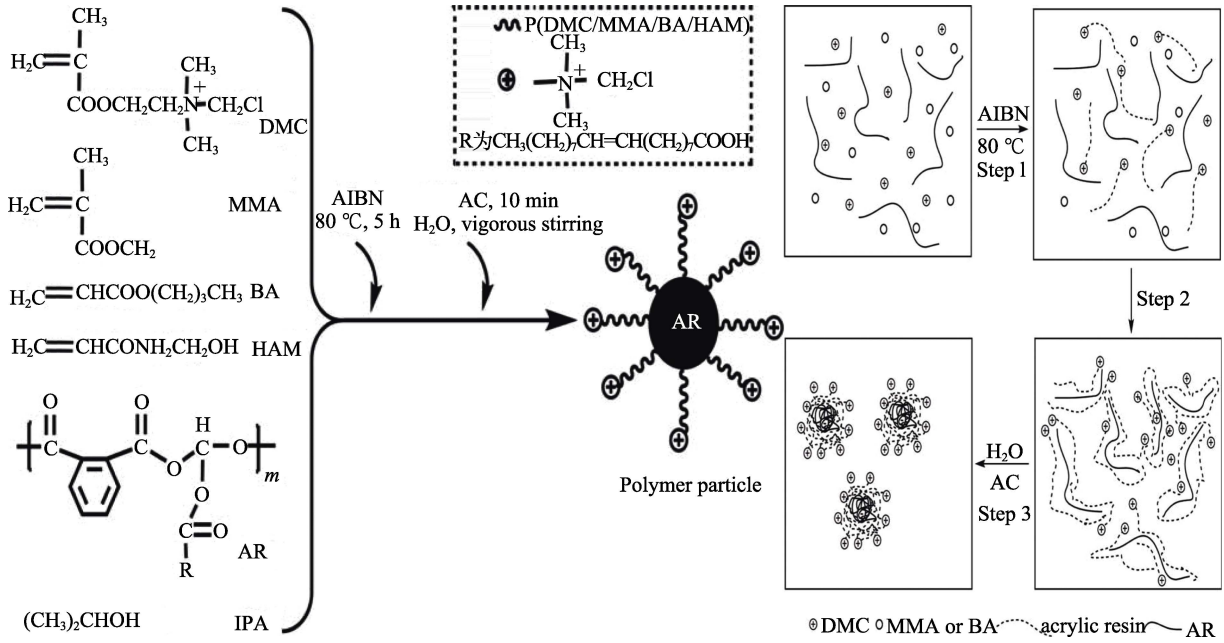 CH₃
H₂C=C
CH₃
COOCH₂CH₂N⁺CH₂Cl
CH₃
DMC
CH₃
H₂C=C
MMA
COOCH₂
H₂C=CHCOO(CH₂)₃CH₃ BA
H₂C=CHCONH₂CH₂OH HAM
O O
H
C C O
O
m
O
C=O
R
AR
(CH₃)₂CHOH IPA
AIBN
80 ℃, 5 h
AC, 10 min
H₂O, vigorous stirring
P(DMC/MMA/BA/HAM)
CH₃
⊕ N⁺ CH₂Cl
CH₃
R为CH₃(CH₂)₇CH=CH(CH₂)₇COOH
AR
Polymer particle
AIBN
80 ℃
Step 1
Step 2
H₂O
AC
Step 3
⊕ DMC ○ MMA or BA acrylic resin AR